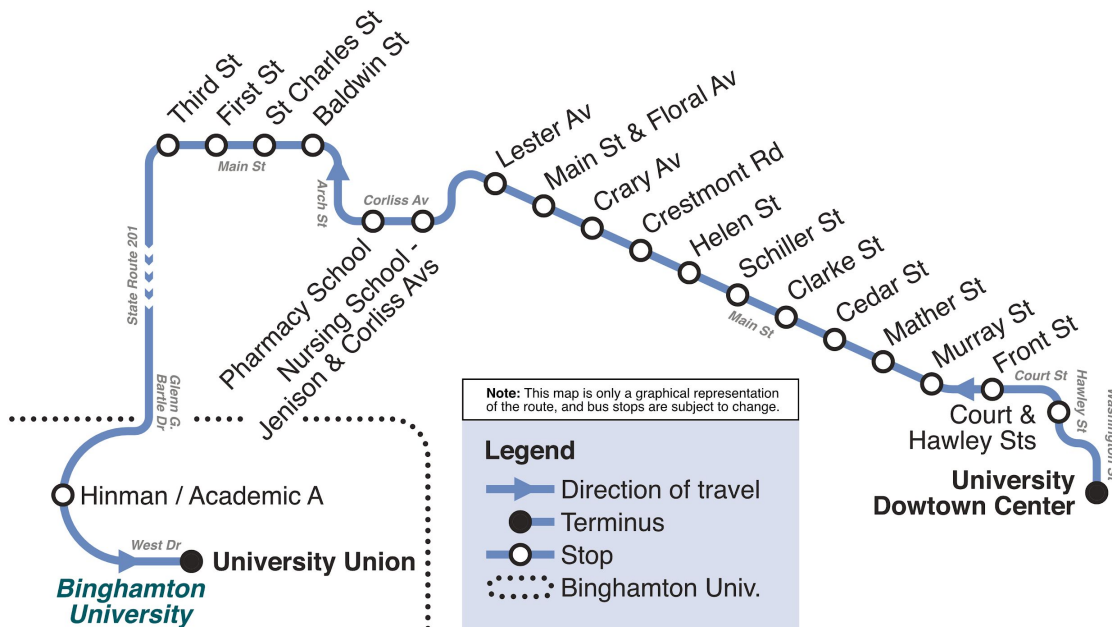 Third St
First St
St Charles St
Baldwin St
Main St
Arch St
Corliss Av
State Route 201
Pharmacy School
Nursing School -
Jenison & Corliss Avs
Lester Av
Main St & Floral Av
Crary Av
Crestmont Rd
Helen St
Schiller St
Clarke St
Cedar St
Mather St
Murray St
Front St
Main St
Court St
Hawley St
Washington St
Court &
Hawley Sts
University
Dowtown Center
Glenn G.
Bartle Dr
Hinman / Academic A
West Dr
University Union
Binghamton
University
Note: This map is only a graphical representation
of the route, and bus stops are subject to change.
Legend
Direction of travel
Terminus
Stop
Binghamton Univ.